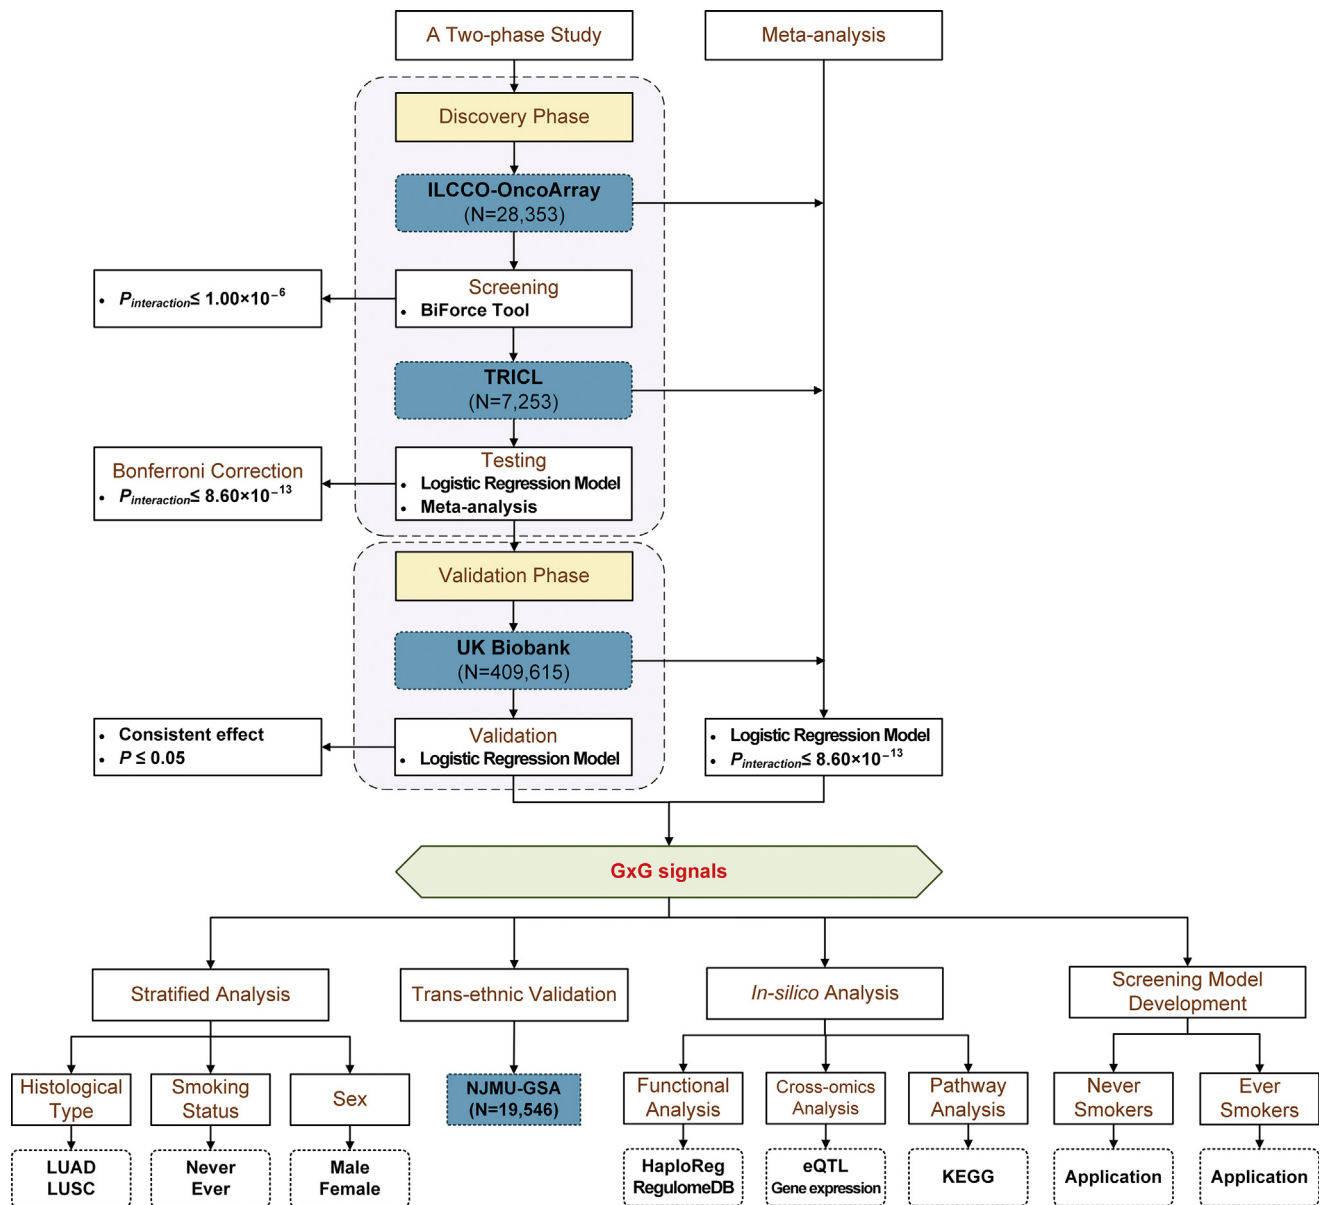 A Two-phase Study
Meta-analysis
Discovery Phase
ILCCO-OncoArray
(N=28,353)
• P_interaction ≤ 1.00×10⁻⁶
Screening
• BiForce Tool
TRICL
(N=7,253)
Bonferroni Correction
• P_interaction ≤ 8.60×10⁻¹³
Testing
• Logistic Regression Model
• Meta-analysis
Validation Phase
UK Biobank
(N=409,615)
• Consistent effect
• P ≤ 0.05
Validation
• Logistic Regression Model
• Logistic Regression Model
• P_interaction ≤ 8.60×10⁻¹³
GxG signals
Stratified Analysis
Trans-ethnic Validation
In-silico Analysis
Screening Model
Development
Histological
Type
Smoking
Status
Sex
NJMU-GSA
(N=19,546)
Functional
Analysis
Cross-omics
Analysis
Pathway
Analysis
Never
Smokers
Ever
Smokers
LUAD
LUSC
Never
Ever
Male
Female
HaploReg
RegulomeDB
eQTL
Gene expression
KEGG
Application
Application